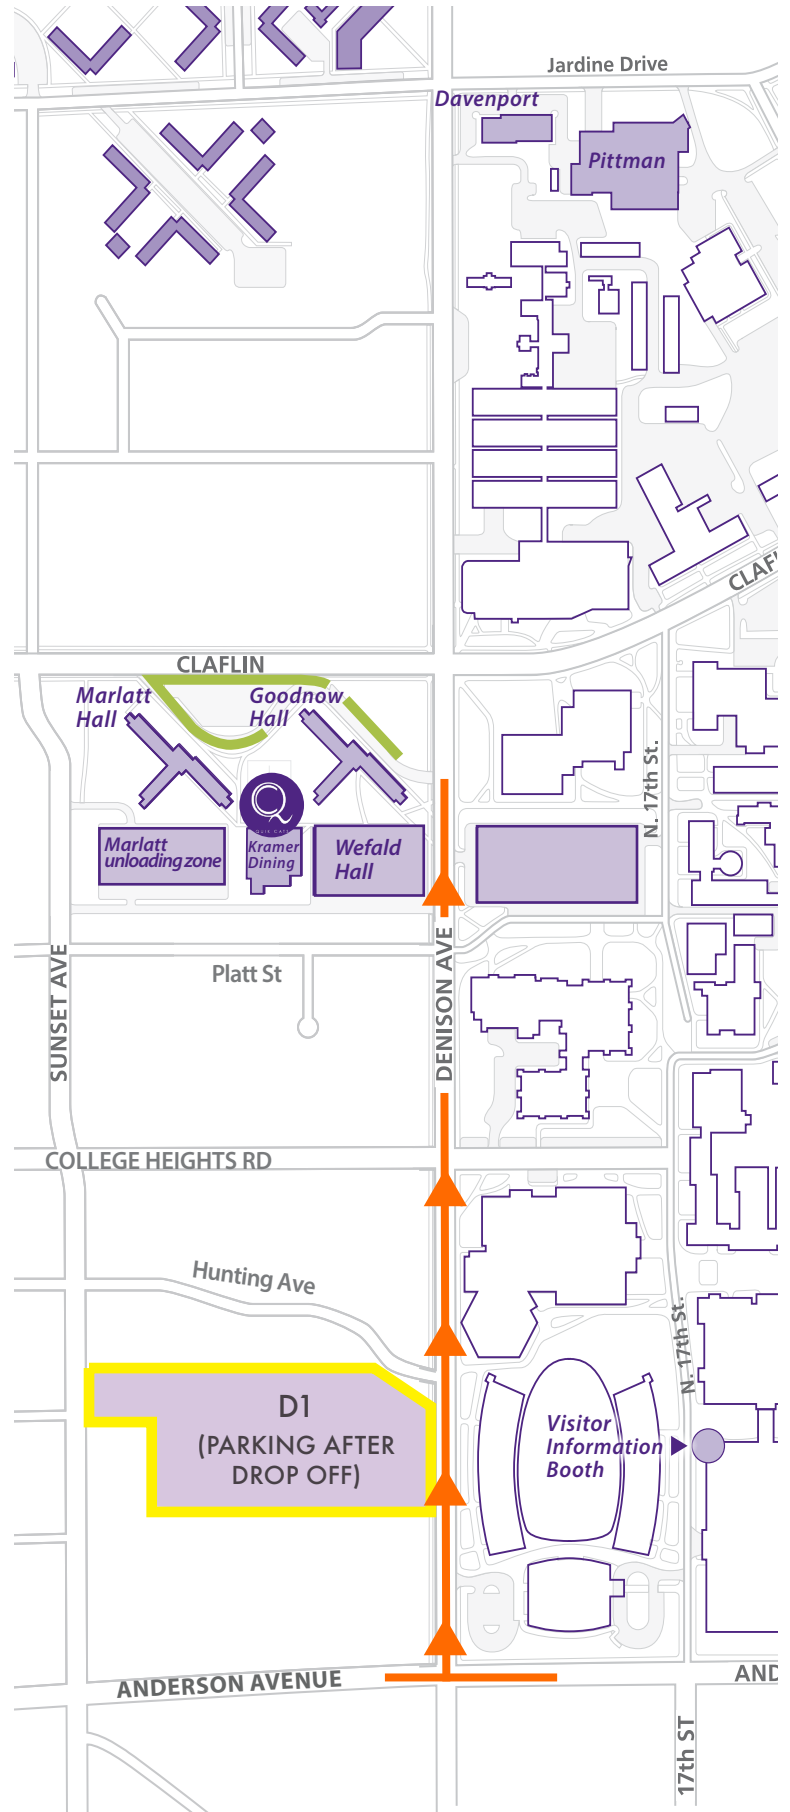 Jardine Drive
Davenport
Pittman
CLAFLIN
Marlatt
Hall
Goodnow
Hall
N. 17th St.
Marlatt
unloading zone
Kramer
Dining
Wefald
Hall
SUNSET AVE
DENISON AVE
Platt St
COLLEGE HEIGHTS RD
Hunting Ave
N. 17th St.
D1
(PARKING AFTER
DROP OFF)
Visitor
Information
Booth
ANDERSON AVENUE
17th ST